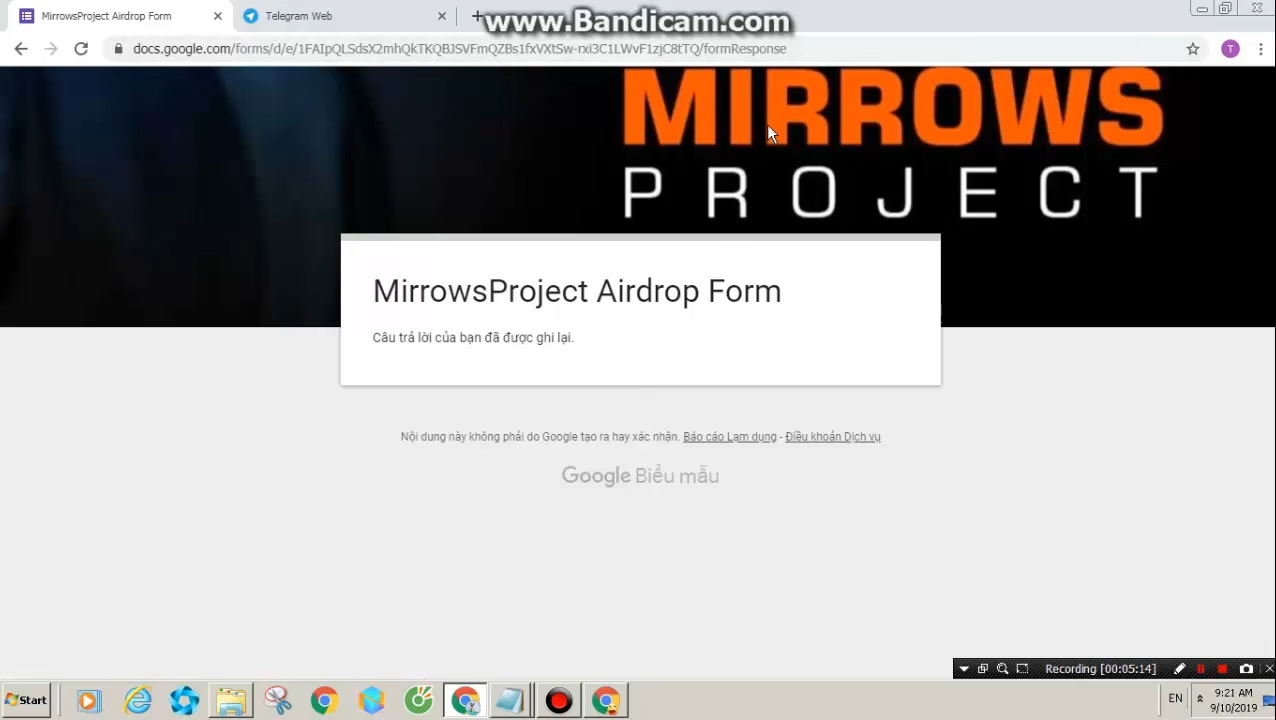 MirrowsProject Airdrop Form
Telegram Web
www.Bandicam.com
docs.google.com/forms/d/e/1FAIpQLSdsX2mhQkTKQBJSVFmQZBs1fxVXtSw-rxi3C1LWvF1zjC8tTQ/formResponse
T
MIRROWS
PROJECT
MirrowsProject Airdrop Form
Câu trả lời của bạn đã được ghi lại.
Nội dung này không phải do Google tạo ra hay xác nhận. Báo cáo Lạm dụng - Điều khoản Dịch vụ
Google Biểu mẫu
Recording [00:05:14]
Start
EN
9:21 AM
9/10/2019